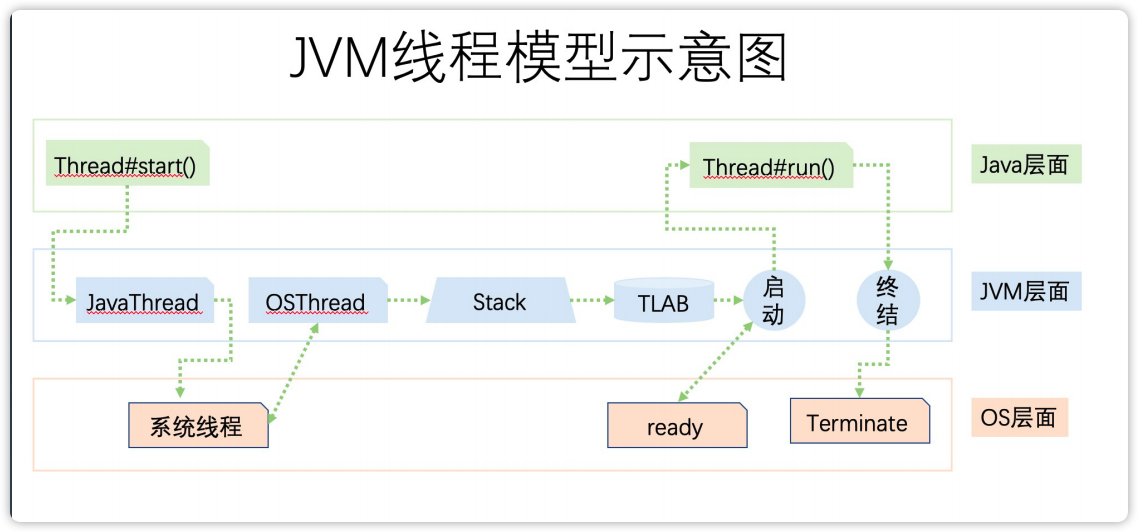 JVM线程模型示意图
Thread#start()
Thread#run()
Java层面
JavaThread
OSThread
Stack
TLAB
启
动
终
结
JVM层面
系统线程
ready
Terminate
OS层面